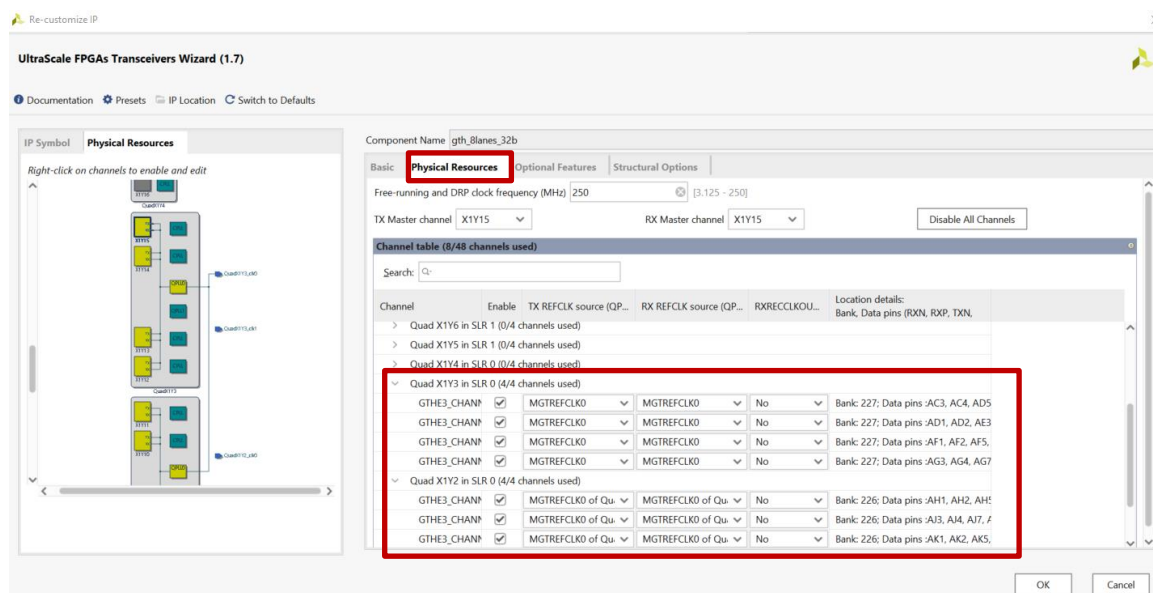 Re-customize IP
UltraScale FPGAs Transceivers Wizard (1.7)
Documentation Presets IP Location Switch to Defaults
IP Symbol Physical Resources
Right-click on channels to enable and edit
QuadX1Y4
X1Y15
X1Y14
X1Y13
X1Y12
QuadX1Y3
X1Y11
X1Y10
Component Name gth_8lanes_32b
Basic Physical Resources Optional Features Structural Options
Free-running and DRP clock frequency (MHz) 250 [3.125 - 250]
TX Master channel X1Y15 RX Master channel X1Y15 Disable All Channels
Channel table (8/48 channels used)
Search: Q-
Channel Enable TX REFCLK source (QP... RX REFCLK source (QP... RXRECCLKOU... Location details:
Bank, Data pins (RXN, RXP, TXN,
Quad X1Y6 in SLR 1 (0/4 channels used)
Quad X1Y5 in SLR 1 (0/4 channels used)
Quad X1Y4 in SLR 0 (0/4 channels used)
Quad X1Y3 in SLR 0 (4/4 channels used)
GTHE3_CHANN MGTREFCLK0 MGTREFCLK0 No Bank: 227; Data pins :AC3, AC4, AD5
GTHE3_CHANN MGTREFCLK0 MGTREFCLK0 No Bank: 227; Data pins :AD1, AD2, AE3
GTHE3_CHANN MGTREFCLK0 MGTREFCLK0 No Bank: 227; Data pins :AF1, AF2, AF5,
GTHE3_CHANN MGTREFCLK0 MGTREFCLK0 No Bank: 227; Data pins :AG3, AG4, AG7
Quad X1Y2 in SLR 0 (4/4 channels used)
GTHE3_CHANN MGTREFCLK0 of Qu MGTREFCLK0 of Qu No Bank: 226; Data pins :AH1, AH2, AH5
GTHE3_CHANN MGTREFCLK0 of Qu MGTREFCLK0 of Qu No Bank: 226; Data pins :AJ3, AJ4, AJ7, A
GTHE3_CHANN MGTREFCLK0 of Qu MGTREFCLK0 of Qu No Bank: 226; Data pins :AK1, AK2, AK5,
OK Cancel